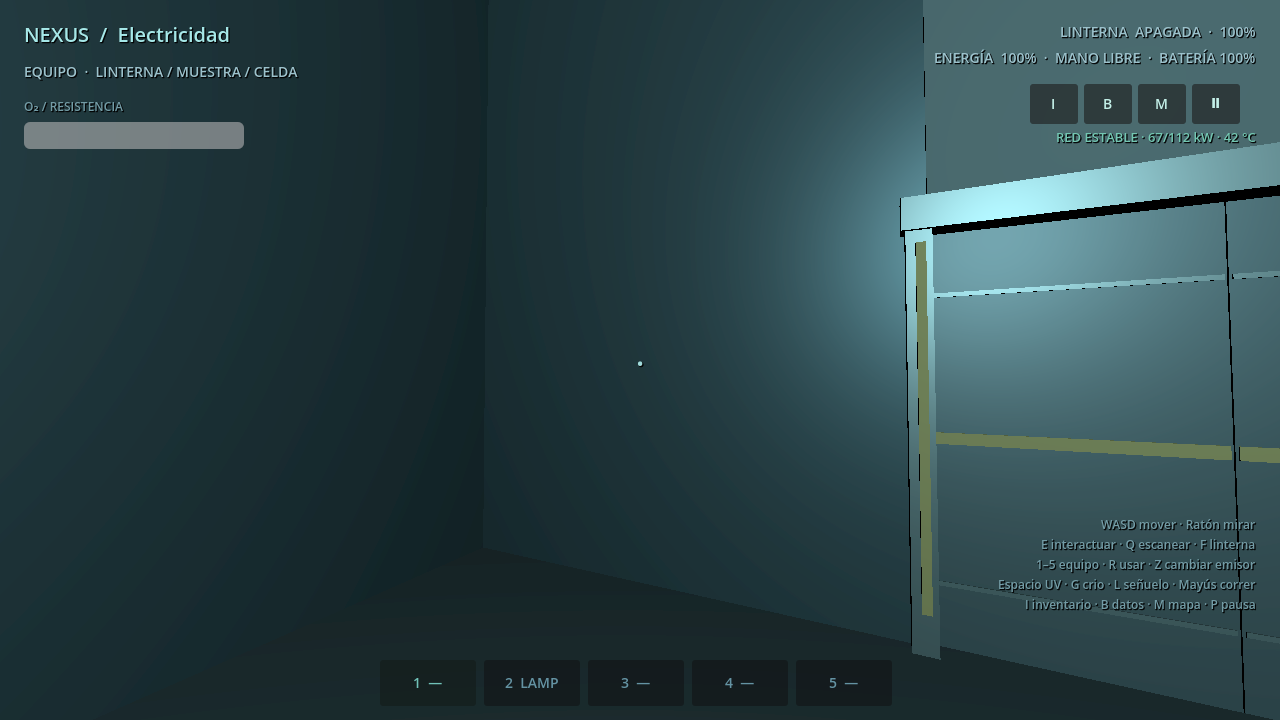 NEXUS / Electricidad
EQUIPO · LINTERNA / MUESTRA / CELDA
O₂ / RESISTENCIA
LINTERNA APAGADA · 100%
ENERGÍA 100% · MANO LIBRE · BATERÍA 100%
I B M ⏸
RED ESTABLE · 67/112 kW · 42 °C
WASD mover · Ratón mirar
E interactuar · Q escanear · F linterna
1–5 equipo · R usar · Z cambiar emisor
Espacio UV · G crio · L señuelo · Mayús correr
I inventario · B datos · M mapa · P pausa
1 — 2 LAMP 3 — 4 — 5 —